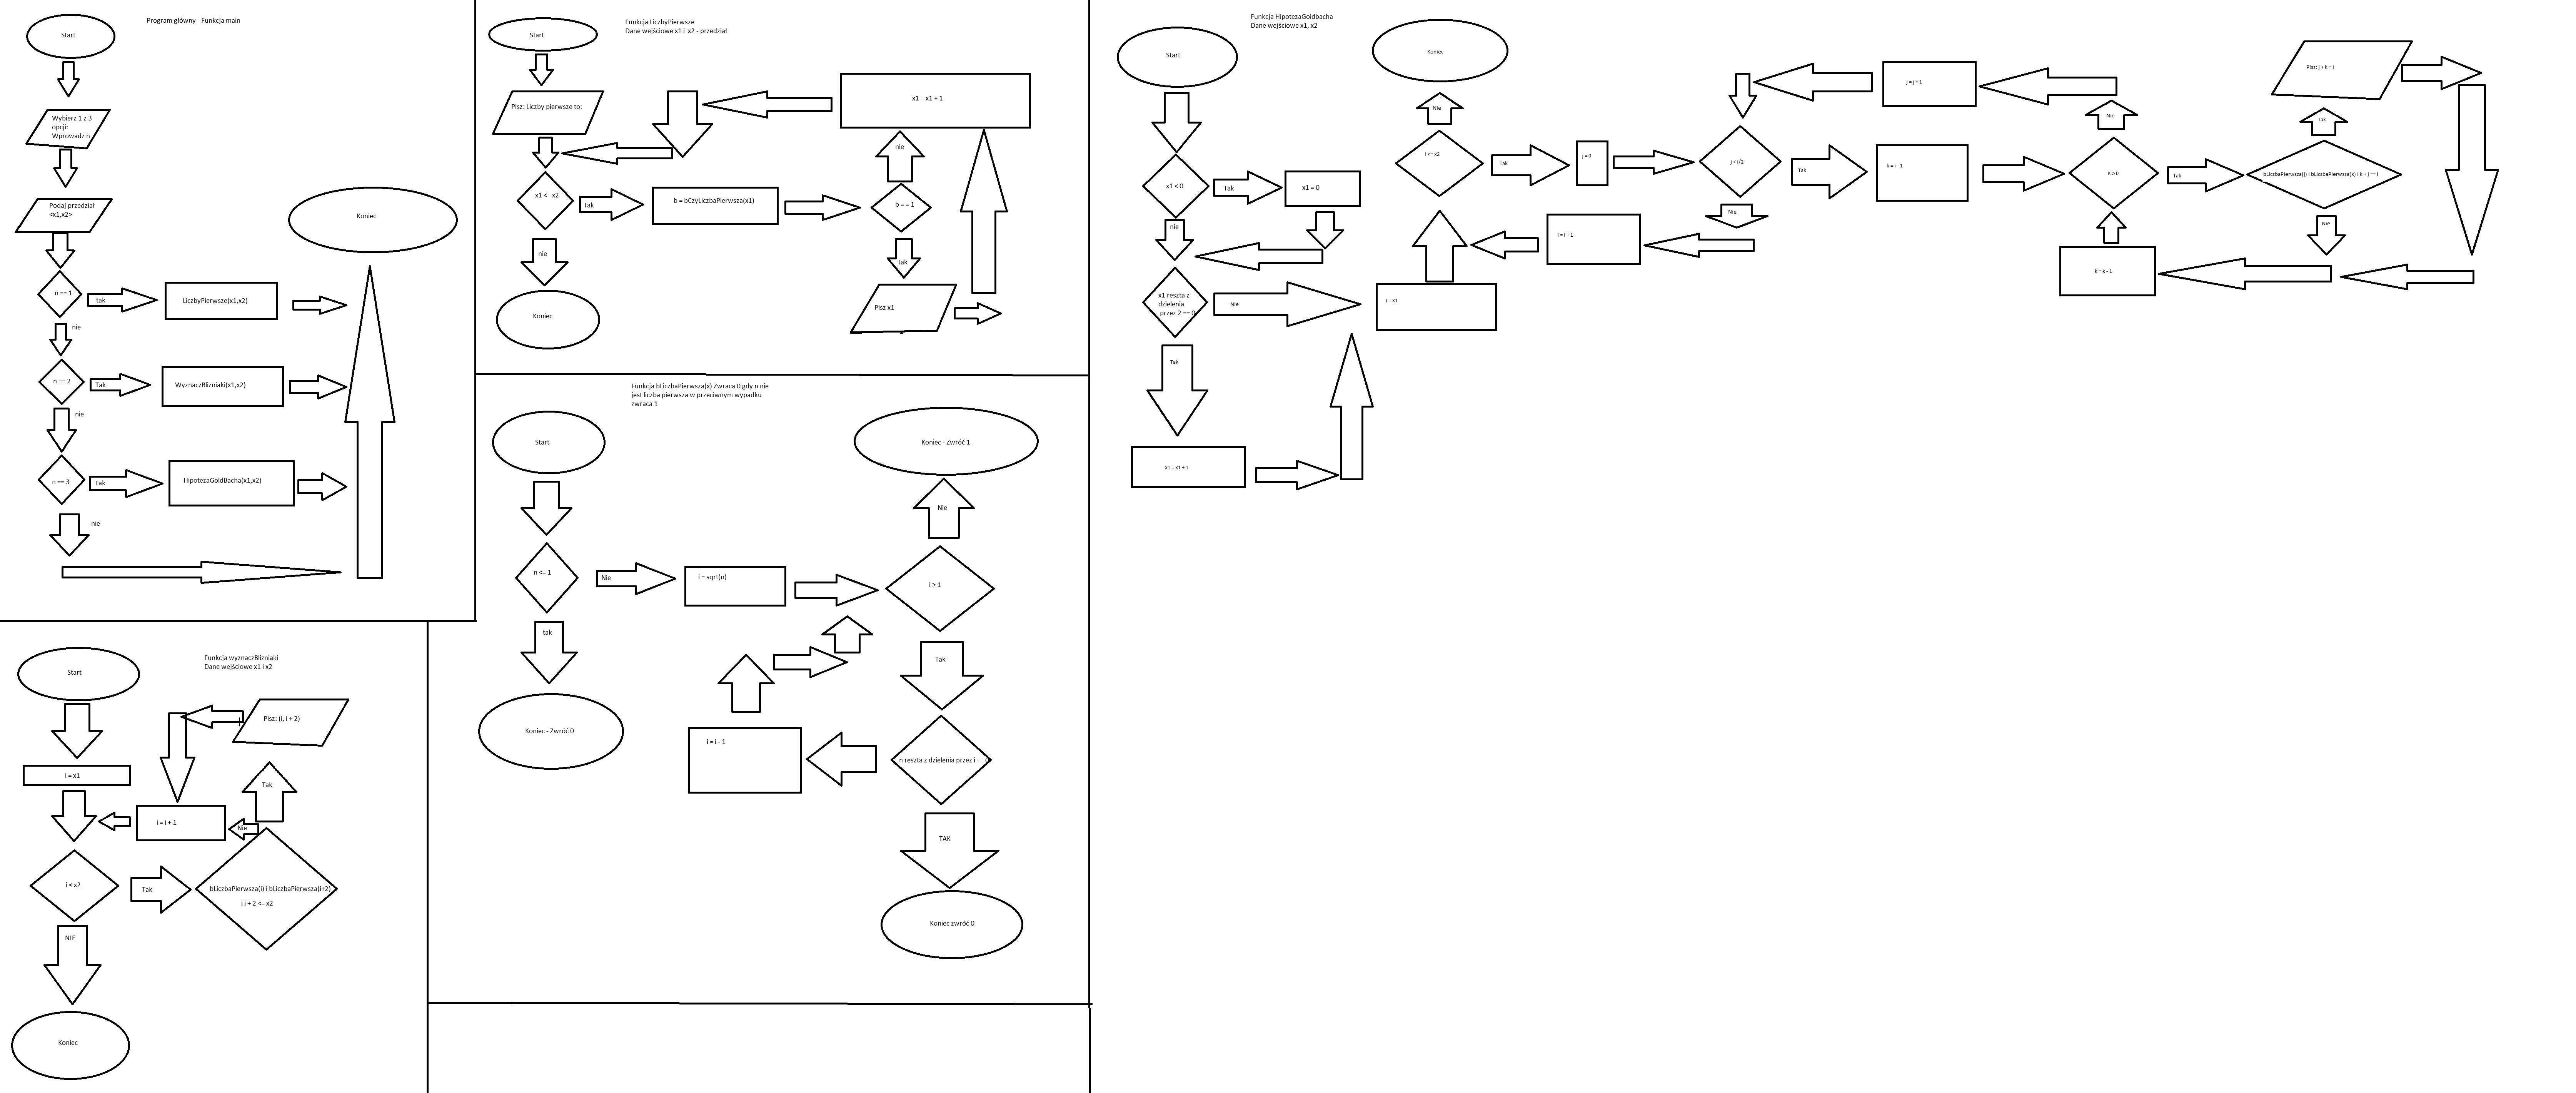 Program główny - Funkcja main
Start
Wybierz 1 z 3
opcji:
Wprowadz n
Podaj przedział
<x1,x2>
Koniec
n == 1
tak
LiczbyPierwsze(x1,x2)
nie
n == 2
Tak
WyznaczBlizniaki(x1,x2)
nie
n == 3
Tak
HipotezaGoldBacha(x1,x2)
nie
Funkcja LiczbyPierwsze
Dane wejściowe x1 i x2 - przedział
Start
Pisz: Liczby pierwsze to:
x1 = x1 + 1
nie
x1 <= x2
Tak
b = bCzyLiczbaPierwsza(x1)
b = = 1
nie
tak
Pisz x1
Koniec
Funkcja bLiczbaPierwsza(x) Zwraca 0 gdy n nie
jest liczba pierwsza w przeciwnym wypadku
zwraca 1
Start
Koniec - Zwróć 1
Nie
n <= 1
Nie
i = sqrt(n)
i > 1
tak
Tak
Koniec - Zwróć 0
i = i - 1
n reszta z dzielenia przez i == 0
TAK
Koniec zwróć 0
Funkcja wyznaczBlizniaki
Dane wejściowe x1 i x2
Start
Pisz: (i, i + 2)
i = x1
Tak
i = i + 1
Nie
i < x2
Tak
bLiczbaPierwsza(i) i bLiczbaPierwsza(i+2)
i i + 2 <= x2
NIE
Koniec
Funkcja HipotezaGoldbacha
Dane wejściowe x1, x2
Start
Koniec
Nie
x1 < 0
Tak
x1 = 0
nie
x1 reszta z
dzielenia
przez 2 == 0
Nie
i = x1
Tak
x1 = x1 + 1
i <= x2
Tak
j = 0
j < i/2
Tak
k = i - 1
Nie
i = i + 1
j = j + 1
Nie
K > 0
Tak
k = k - 1
bLiczbaPierwsza(j) I bLiczbaPierwsza(k) I k + j == i
Tak
Nie
Pisz: j + k = i